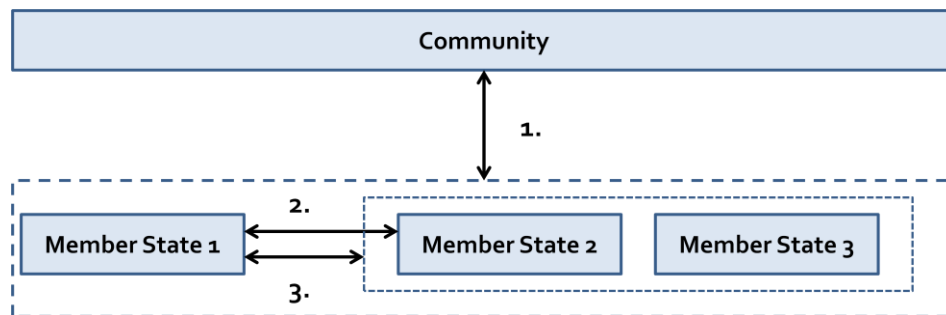 Community
1.
2.
Member State 1
Member State 2
Member State 3
3.